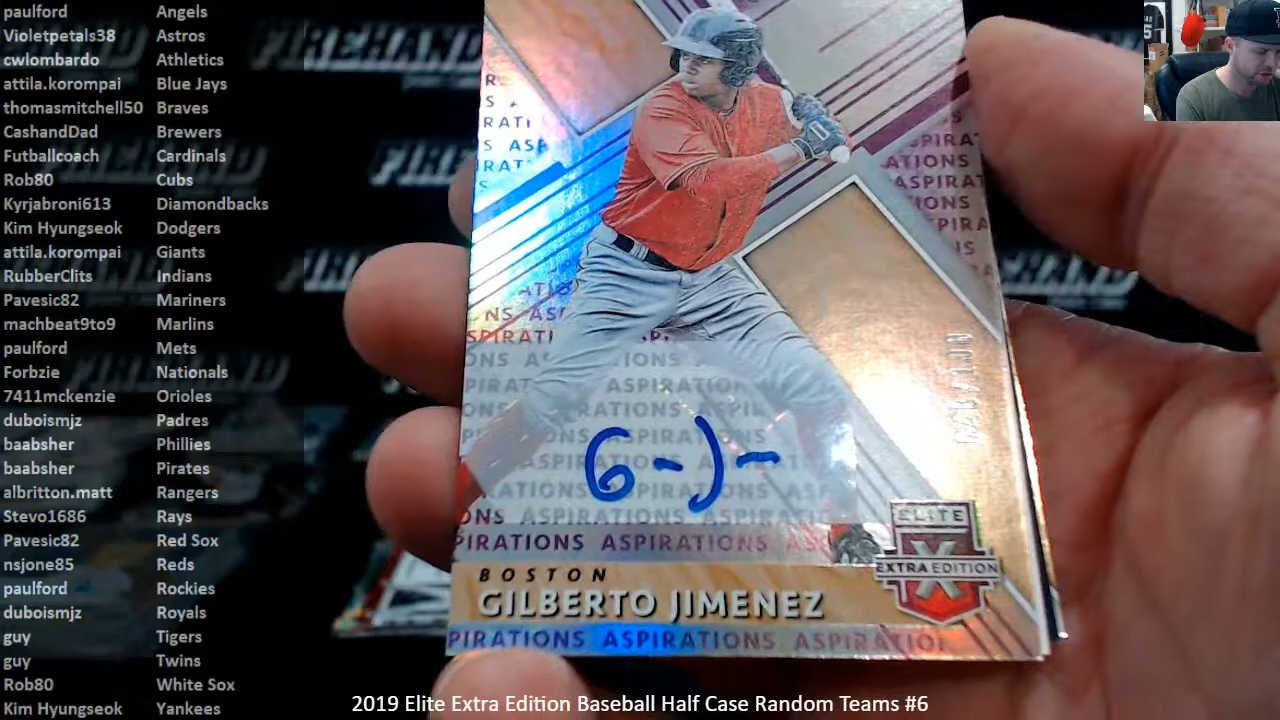 paulford Angels
Violetpetals38 Astros
cwlombardo Athletics
attila.korompai Blue Jays
thomasmitchell50 Braves
CashandDad Brewers
Futballcoach Cardinals
Rob80 Cubs
Kyrjabroni613 Diamondbacks
Kim Hyungseok Dodgers
attila.korompai Giants
RubberClits Indians
Pavesic82 Mariners
machbeat9to9 Marlins
paulford Mets
Forbzie Nationals
7411mckenzie Orioles
duboismjz Padres
baabsher Phillies
baabsher Pirates
albritton.matt Rangers
Stevo1686 Rays
Pavesic82 Red Sox
nsjone85 Reds
paulford Rockies
duboismjz Royals
guy Tigers
guy Twins
Rob80 White Sox
Kim Hyungseok Yankees
G-J-
PIRATIONS ASPIRATIONS
ELITE
EXTRA EDITION
BOSTON
GILBERTO JIMENEZ
PIRATIONS ASPIRATIONS ASPIRATIO
2019 Elite Extra Edition Baseball Half Case Random Teams #6